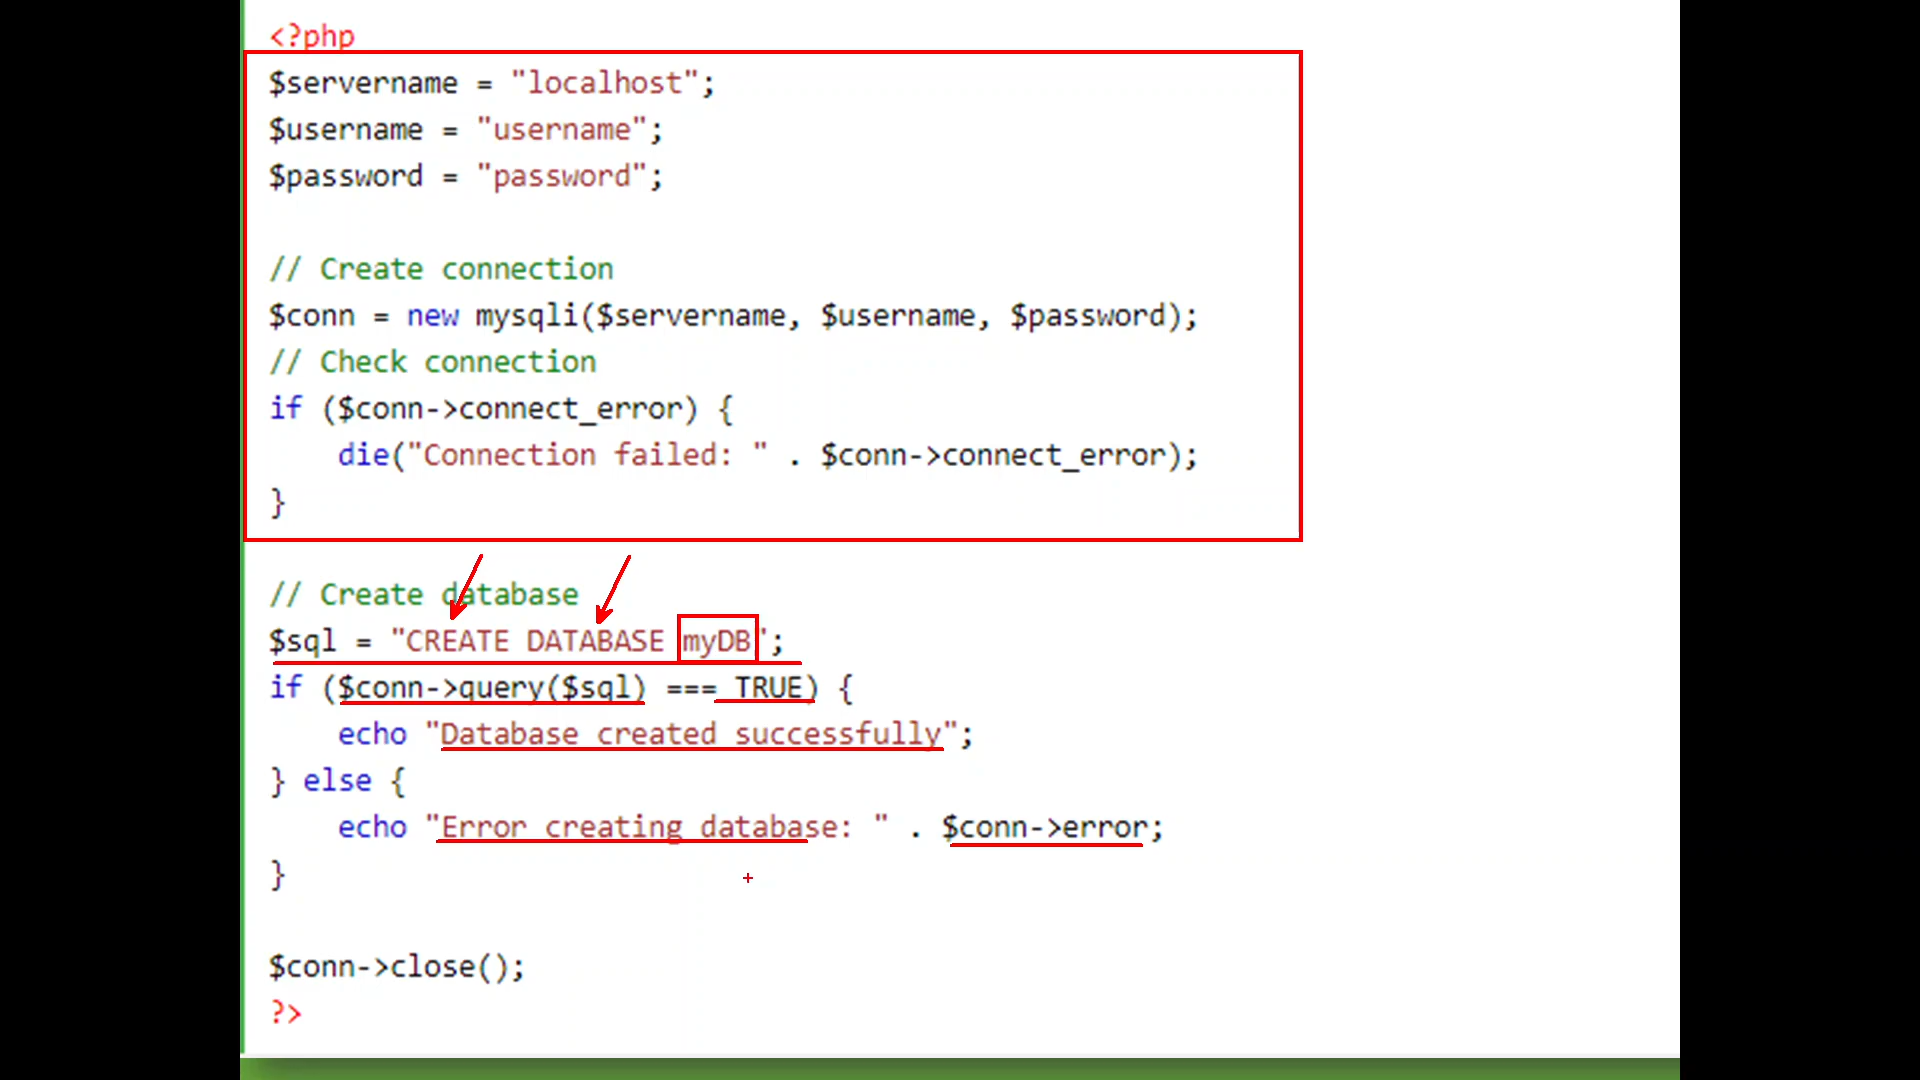 <?php
$servername = "localhost";
$username = "username";
$password = "password";
// Create connection
$conn = new mysqli($servername, $username, $password);
// Check connection
if ($conn->connect_error) {
    die("Connection failed: " . $conn->connect_error);
}
// Create database
$sql = "CREATE DATABASE myDB";
if ($conn->query($sql) === TRUE) {
    echo "Database created successfully";
} else {
    echo "Error creating database: " . $conn->error;
}
$conn->close();
?>